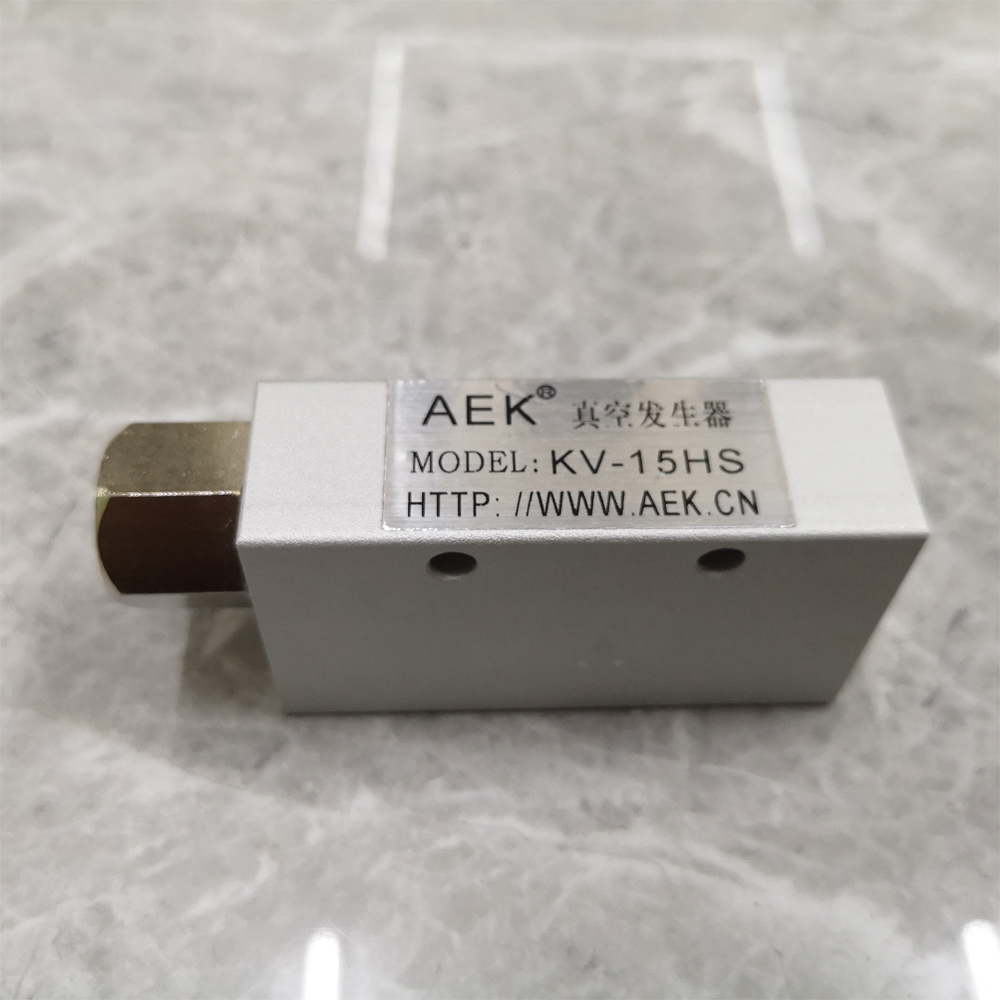 AEK® 真空发生器
MODEL: KV-15HS
HTTP: //WWW.AEK.CN